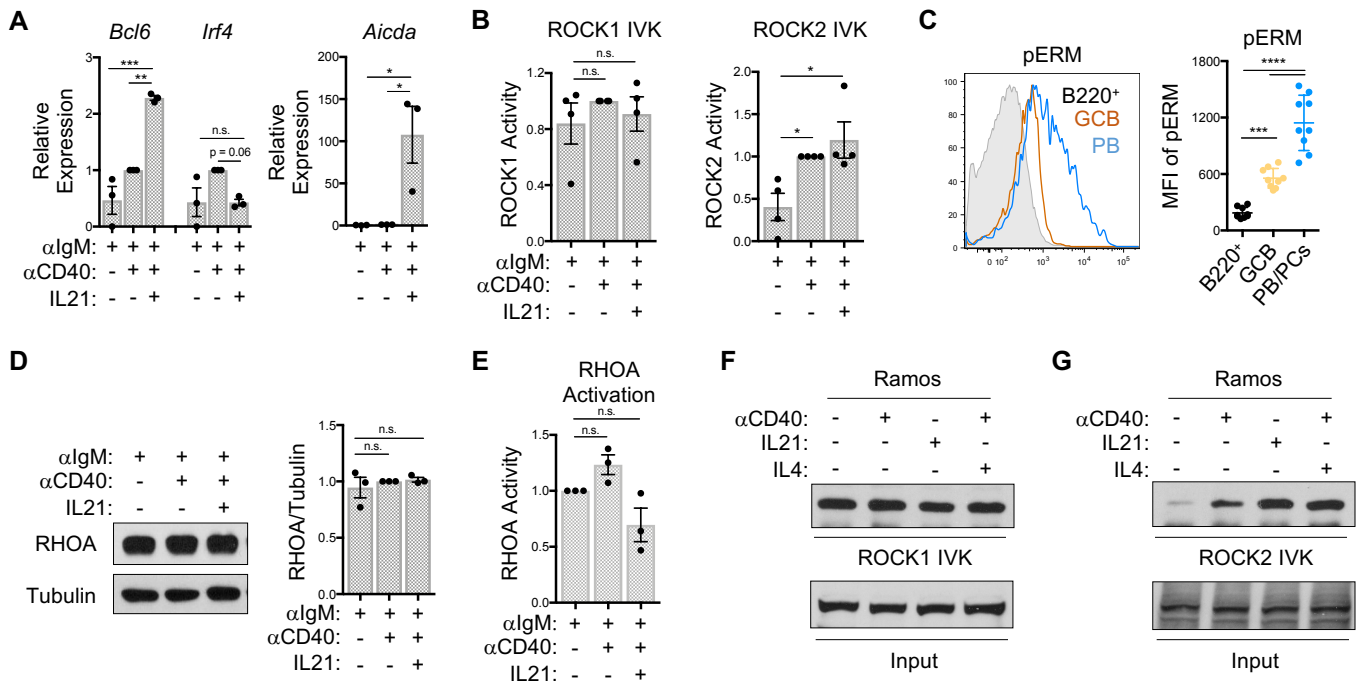 A
Bcl6 Irf4
Relative Expression
3
2
1
0
***
**
n.s.
p = 0.06
αIgM: + + + + + +
αCD40: - + + - + +
IL21: - - + - - +
Aicda
Relative Expression
200
150
100
50
0
*
*
+ + +
- + +
- - +
B
ROCK1 IVK
ROCK1 Activity
1.2
0.8
0.4
0.0
n.s.
n.s.
αIgM: + + +
αCD40: - + +
IL21: - - +
ROCK2 IVK
ROCK2 Activity
2.0
1.5
1.0
0.5
0.0
*
*
+ + +
- + +
- - +
C
pERM
100
80
60
40
20
0
B220+
GCB
PB
0 10² 10³ 10⁴ 10⁵
pERM
MFI of pERM
1800
1200
600
0
****
***
B220+
GCB
PB/PCs
D
αIgM: + + +
αCD40: - + +
IL21: - - +
RHOA
Tubulin
RHOA/Tubulin
1.5
1.0
0.5
0.0
n.s.
n.s.
αIgM: + + +
αCD40: - + +
IL21: - - +
E
RHOA
Activation
RHOA Activity
1.5
1.0
0.5
0.0
n.s.
n.s.
αIgM: + + +
αCD40: - + +
IL21: - - +
F
Ramos
αCD40: - + - +
IL21: - - + -
IL4: - - - +
ROCK1 IVK
Input
G
Ramos
αCD40: - + - +
IL21: - - + -
IL4: - - - +
ROCK2 IVK
Input